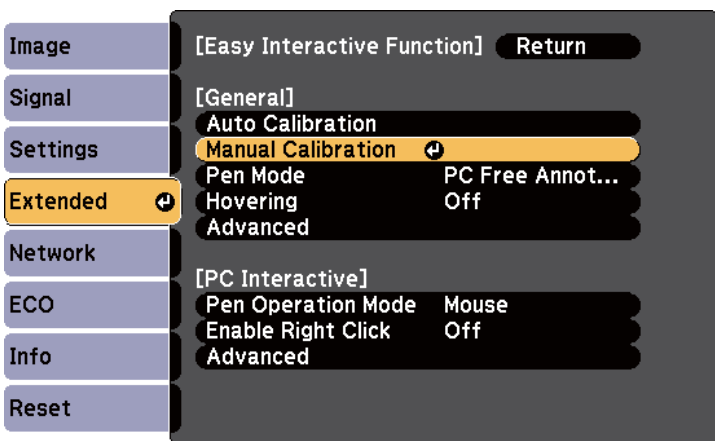 Image
Signal
Settings
Extended
Network
ECO
Info
Reset
[Easy Interactive Function] Return
[General]
Auto Calibration
Manual Calibration
Pen Mode PC Free Annot...
Hovering Off
Advanced
[PC Interactive]
Pen Operation Mode Mouse
Enable Right Click Off
Advanced